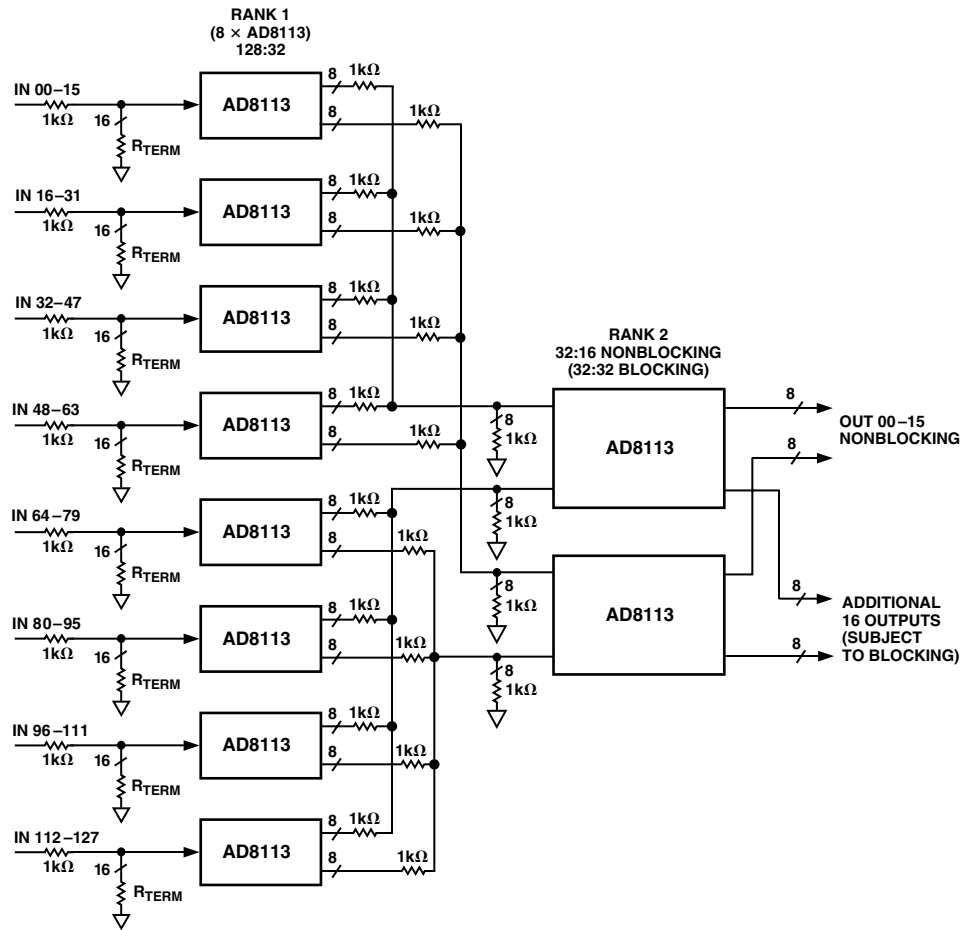 RANK 1
(8 × AD8113)
128:32
IN 00–15
1kΩ
16
RTERM
AD8113
8
1kΩ
8
1kΩ
IN 16–31
1kΩ
16
RTERM
AD8113
8
1kΩ
8
1kΩ
IN 32–47
1kΩ
16
RTERM
AD8113
8
1kΩ
8
1kΩ
IN 48–63
1kΩ
16
RTERM
AD8113
8
1kΩ
8
1kΩ
IN 64–79
1kΩ
16
RTERM
AD8113
8
1kΩ
8
1kΩ
IN 80–95
1kΩ
16
RTERM
AD8113
8
1kΩ
8
1kΩ
IN 96–111
1kΩ
16
RTERM
AD8113
8
1kΩ
8
1kΩ
IN 112–127
1kΩ
16
RTERM
AD8113
8
1kΩ
8
1kΩ
RANK 2
32:16 NONBLOCKING
(32:32 BLOCKING)
8
1kΩ
8
1kΩ
AD8113
8
1kΩ
8
1kΩ
AD8113
8
8
OUT 00–15
NONBLOCKING
8
8
ADDITIONAL
16 OUTPUTS
(SUBJECT
TO BLOCKING)